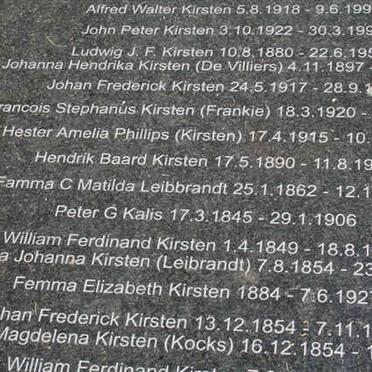 Alfred Walter Kirsten 5.8.1918 - 9.6.199
John Peter Kirsten 3.10.1922 - 30.3.199
Ludwig J. F. Kirsten 10.8.1880 - 22.6.195
Johanna Hendrika Kirsten (De Villiers) 4.11.1897 -
Johan Frederick Kirsten 24.5.1917 - 28.9.1
rancois Stephanus Kirsten (Frankie) 18.3.1920 -
Hester Amelia Phillips (Kirsten) 17.4.1915 - 10.
Hendrik Baard Kirsten 17.5.1890 - 11.8.19
Famma C Matilda Leibbrandt 25.1.1862 - 12.1
Peter G Kalis 17.3.1845 - 29.1.1906
William Ferdinand Kirsten 1.4.1849 - 18.8.1
a Johanna Kirsten (Leibrandt) 7.8.1854 - 23
Femma Elizabeth Kirsten 1884 - 7.6.192
han Frederick Kirsten 13.12.1854 - 7.11.1
Magdelena Kirsten (Kocks) 16.12.1854 - 1
William Ferdinand Kirsten